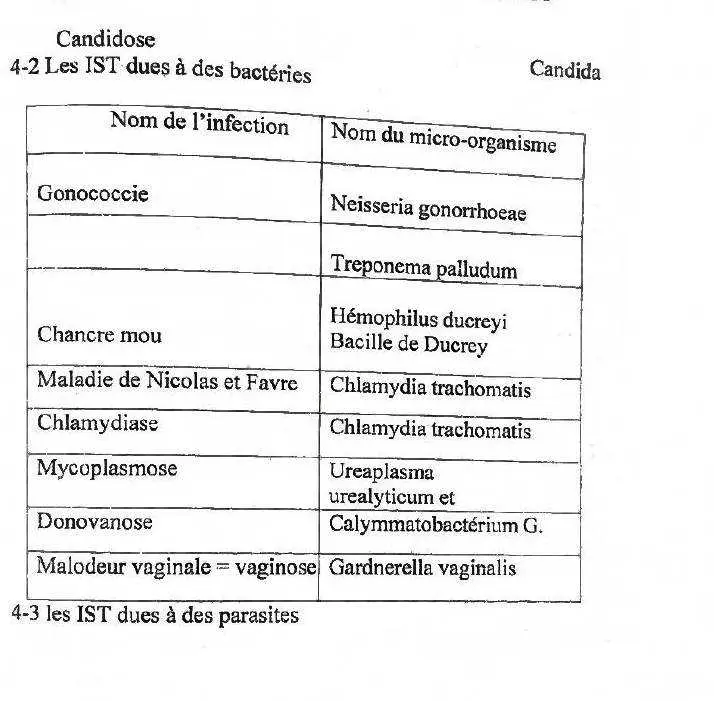 Candidose
4-2 Les IST dues à des bactéries
Candida
Nom de l'infection
Nom du micro-organisme
Gonococcie
Neisseria gonorrhoeae
Treponema palludum
Chancre mou
Hémophilus ducreyi
Bacille de Ducrey
Maladie de Nicolas et Favre
Chlamydia trachomatis
Chlamydiase
Chlamydia trachomatis
Mycoplasmose
Ureaplasma
urealyticum et
Donovanose
Calymmatobactérium G.
Malodeur vaginale = vaginose
Gardnerella vaginalis
4-3 les IST dues à des parasites